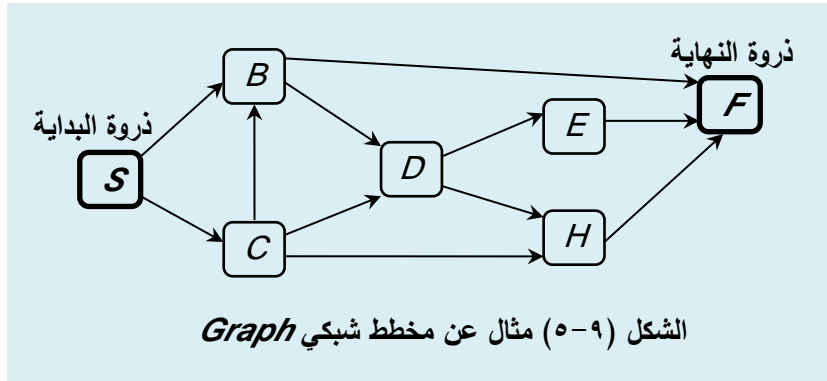 ذروة النهاية
B
F
E
ذروة البداية
D
S
H
C
الشكل (٩-٥) مثال عن مخطط شبكي Graph